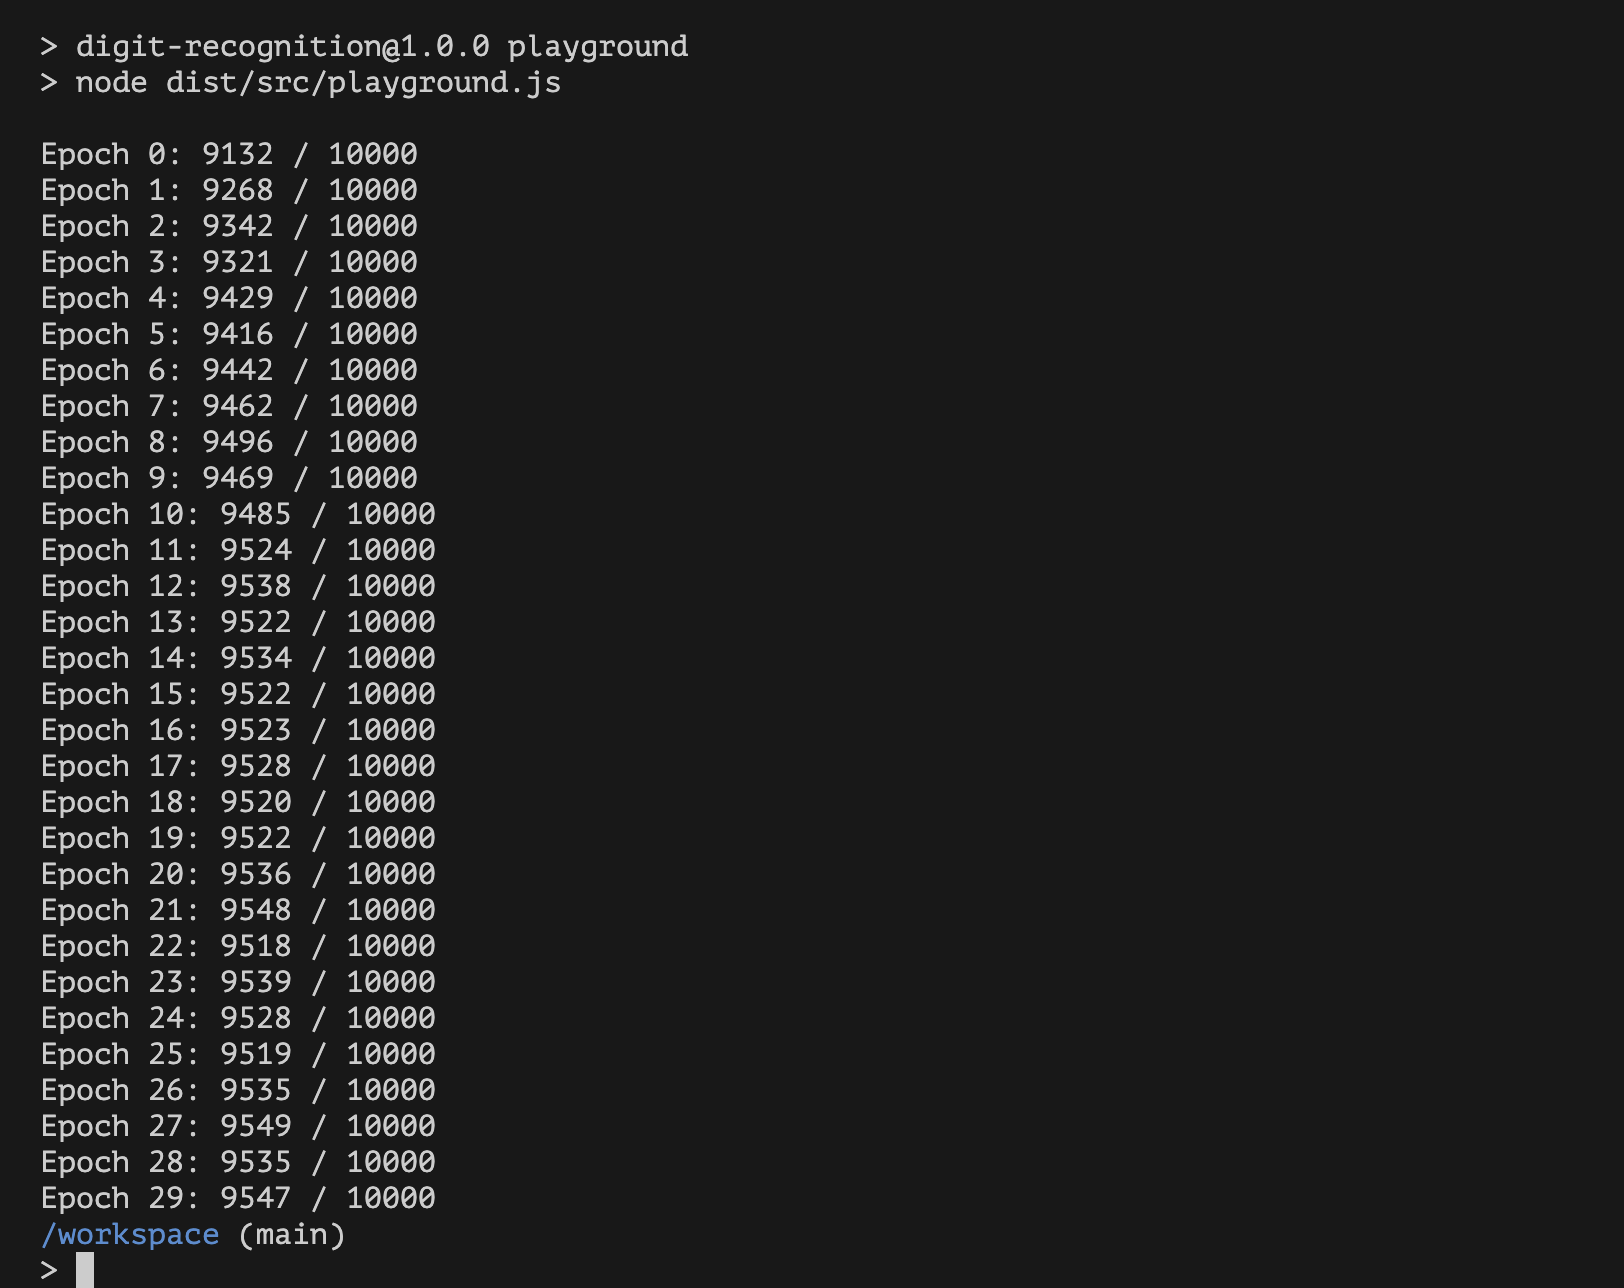 > digit-recognition@1.0.0 playground
> node dist/src/playground.js
Epoch 0: 9132 / 10000
Epoch 1: 9268 / 10000
Epoch 2: 9342 / 10000
Epoch 3: 9321 / 10000
Epoch 4: 9429 / 10000
Epoch 5: 9416 / 10000
Epoch 6: 9442 / 10000
Epoch 7: 9462 / 10000
Epoch 8: 9496 / 10000
Epoch 9: 9469 / 10000
Epoch 10: 9485 / 10000
Epoch 11: 9524 / 10000
Epoch 12: 9538 / 10000
Epoch 13: 9522 / 10000
Epoch 14: 9534 / 10000
Epoch 15: 9522 / 10000
Epoch 16: 9523 / 10000
Epoch 17: 9528 / 10000
Epoch 18: 9520 / 10000
Epoch 19: 9522 / 10000
Epoch 20: 9536 / 10000
Epoch 21: 9548 / 10000
Epoch 22: 9518 / 10000
Epoch 23: 9539 / 10000
Epoch 24: 9528 / 10000
Epoch 25: 9519 / 10000
Epoch 26: 9535 / 10000
Epoch 27: 9549 / 10000
Epoch 28: 9535 / 10000
Epoch 29: 9547 / 10000
/workspace (main)
>